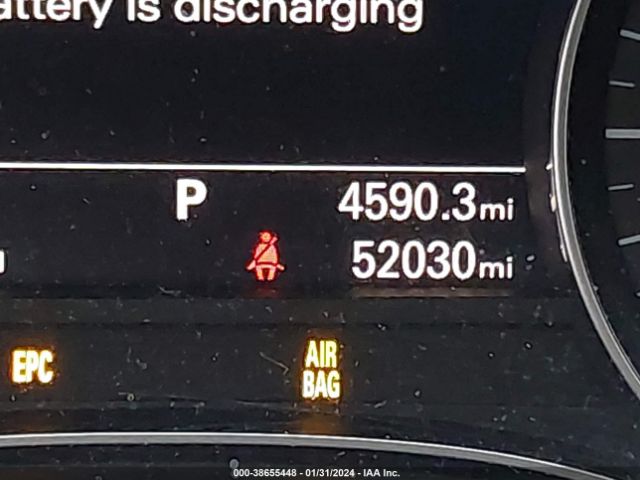 attery is discharging
P 4590.3mi
52030mi
EPC
AIR
BAG
000-38655448 - 01/31/2024 - IAA Inc.